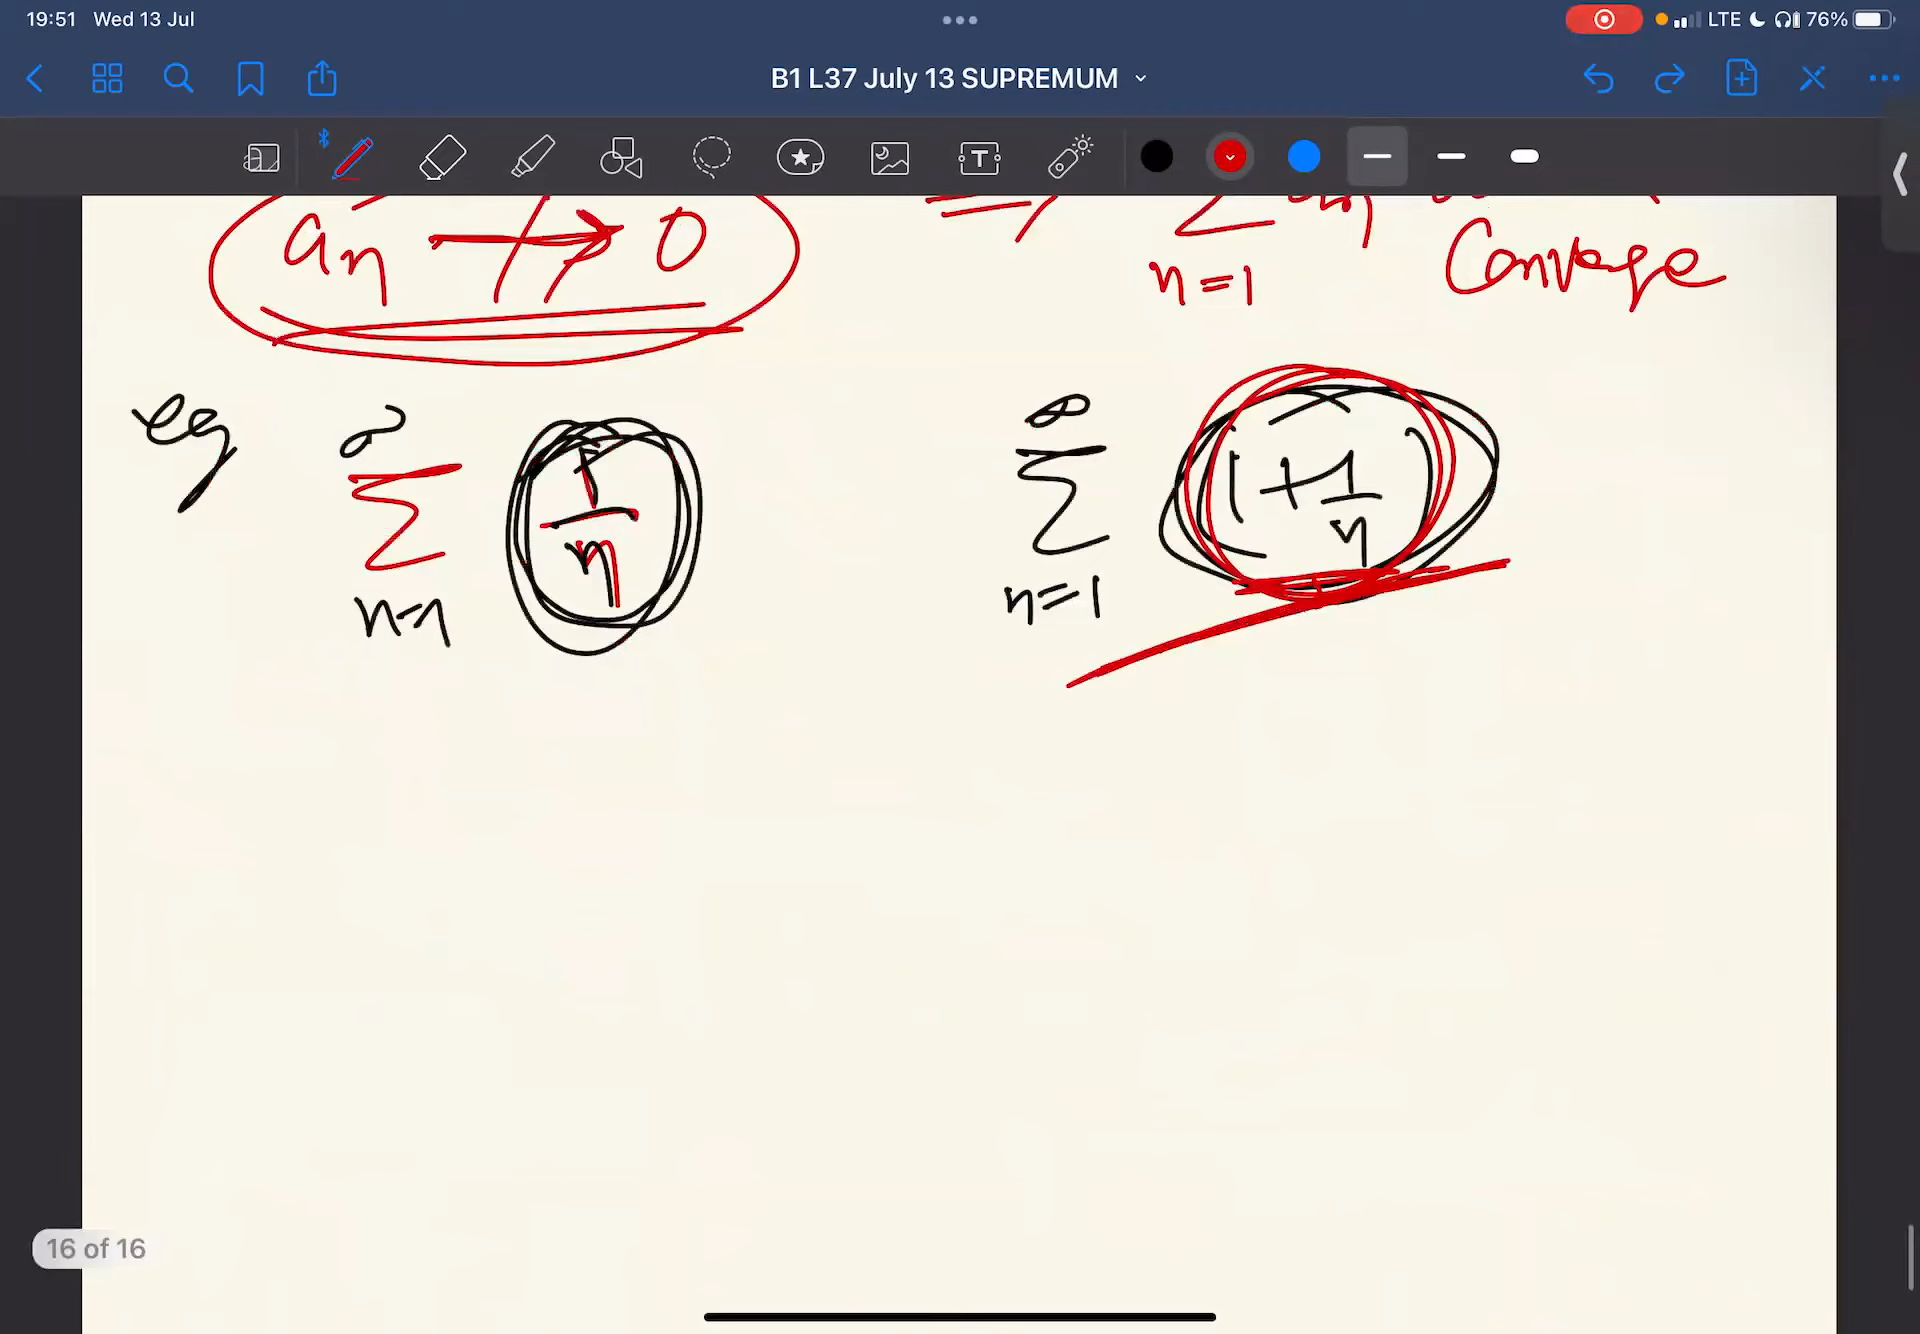 19:51 Wed 13 Jul
LTE 76%
B1 L37 July 13 SUPREMUM
T
an ↛ 0 ⇒ ∑ an
n=1 Converge
eg ∞ ∑ n=1 1/n
∞ ∑ n=1 (1+1/n)
16 of 16